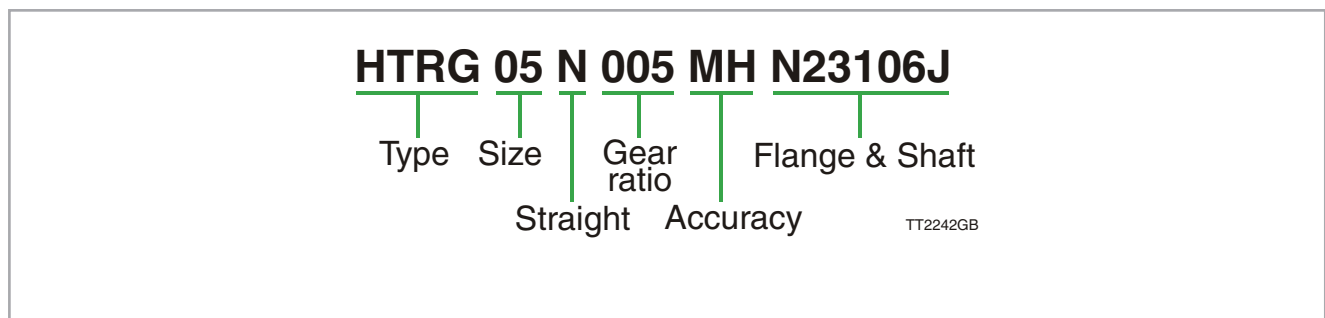 HTRG 05 N 005 MH N23106J
Type Size Gear ratio Flange & Shaft
Straight Accuracy
TT2242GB